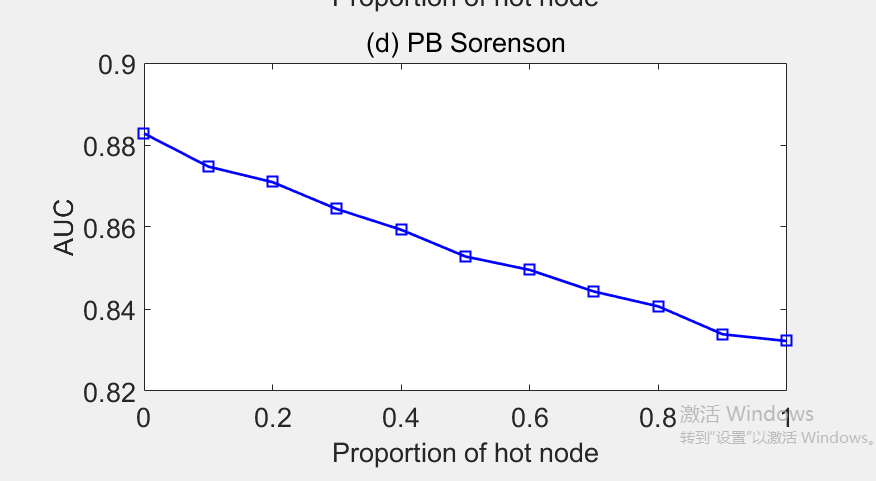 Proportion of hot node
(d) PB Sorenson
0.9
0.88
0.86
0.84
0.82
AUC
0 0.2 0.4 0.6 0.8 1
Proportion of hot node
激活 Windows
转到“设置”以激活 Windows。